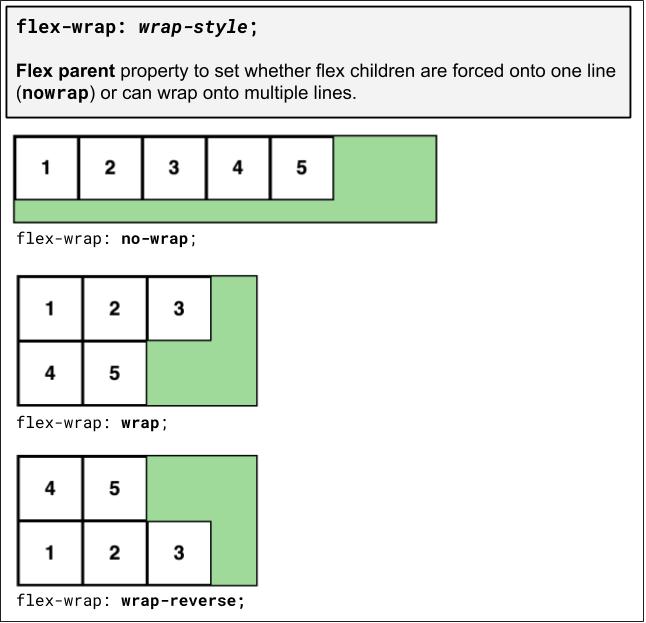 flex-wrap: wrap-style;
Flex parent property to set whether flex children are forced onto one line
(nowrap) or can wrap onto multiple lines.
1 2 3 4 5
flex-wrap: no-wrap;
1 2 3
4 5
flex-wrap: wrap;
4 5
1 2 3
flex-wrap: wrap-reverse;